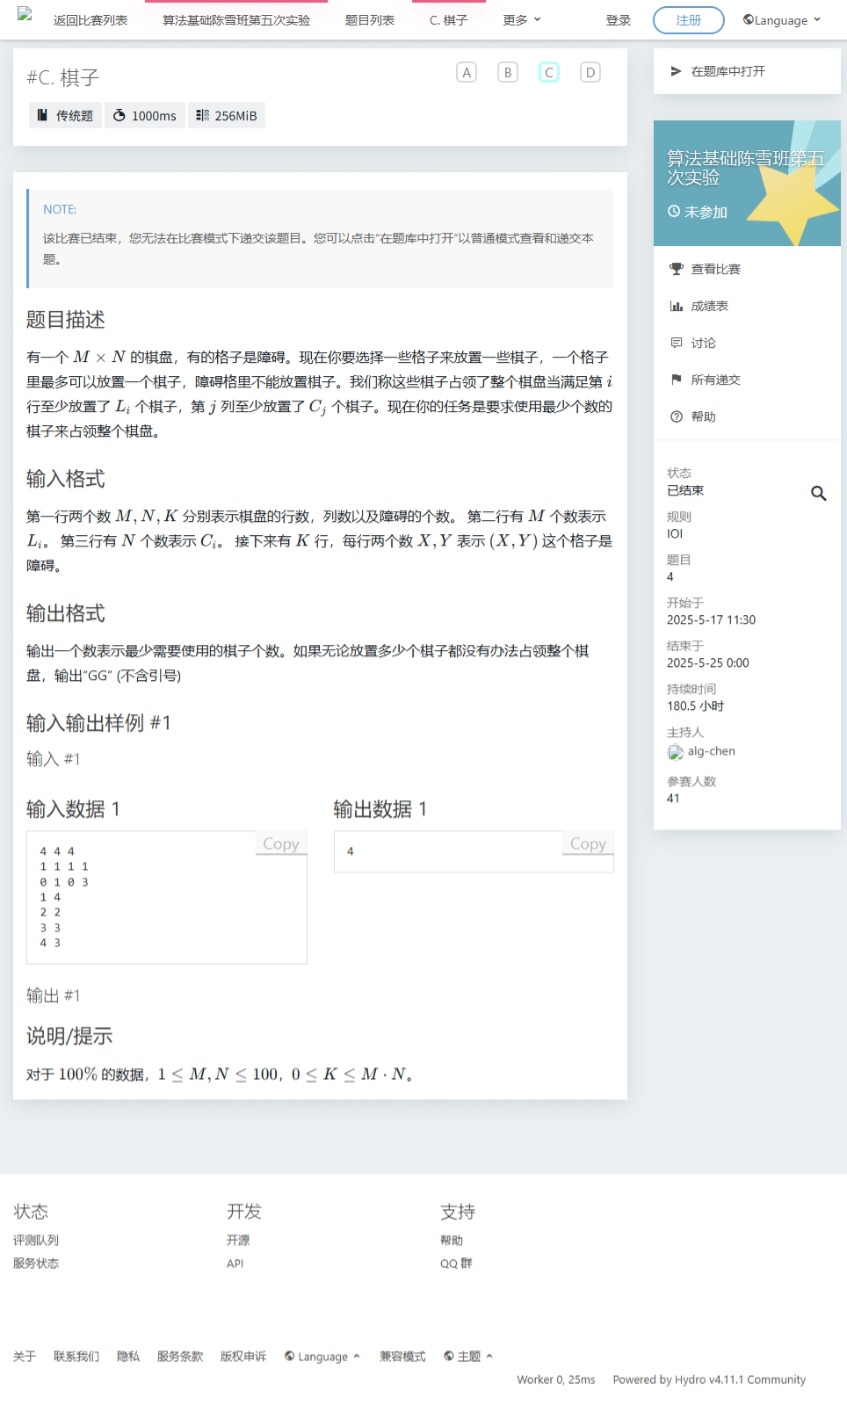 返回比赛列表
算法基础陈雪班第五次实验
题目列表
C. 棋子
更多
登录
注册
Language
#C. 棋子
A
B
C
D
传统题
1000ms
256MiB
NOTE:
该比赛已结束，您无法在比赛模式下递交该题目。您可以点击“在题库中打开”以普通模式查看和递交本
题。
题目描述
有一个 M × N 的棋盘，有的格子是障碍。现在你要选择一些格子来放置一些棋子，一个格子
里最多可以放置一个棋子，障碍格里不能放置棋子。我们称这些棋子占领了整个棋盘当满足第 i
行至少放置了 L_i 个棋子，第 j 列至少放置了 C_j 个棋子。现在你的任务是要求使用最少个数的
棋子来占领整个棋盘。
输入格式
第一行两个数 M, N, K 分别表示棋盘的行数，列数以及障碍的个数。 第二行有 M 个数表示
L_i。 第三行有 N 个数表示 C_i。 接下来有 K 行，每行两个数 X, Y 表示 (X, Y) 这个格子是
障碍。
输出格式
输出一个数表示最少需要使用的棋子个数。如果无论放置多少个棋子都没有办法占领整个棋
盘，输出“GG” (不含引号)
输入输出样例 #1
输入 #1
输入数据 1
Copy
4 4 4
1 1 1 1
0 1 0 3
1 4
2 2
3 3
4 3
输出数据 1
Copy
4
输出 #1
说明/提示
对于 100% 的数据，1 ≤ M, N ≤ 100，0 ≤ K ≤ M · N。
在题库中打开
算法基础陈雪班第五
次实验
未参加
查看比赛
成绩表
讨论
所有递交
帮助
状态
已结束
规则
IOI
题目
4
开始于
2025-5-17 11:30
结束于
2025-5-25 0:00
持续时间
180.5 小时
主持人
alg-chen
参赛人数
41
状态
评测队列
服务状态
开发
开源
API
支持
帮助
QQ 群
关于
联系我们
隐私
服务条款
版权申诉
Language
兼容模式
主题
Worker 0, 25ms
Powered by Hydro v4.11.1 Community